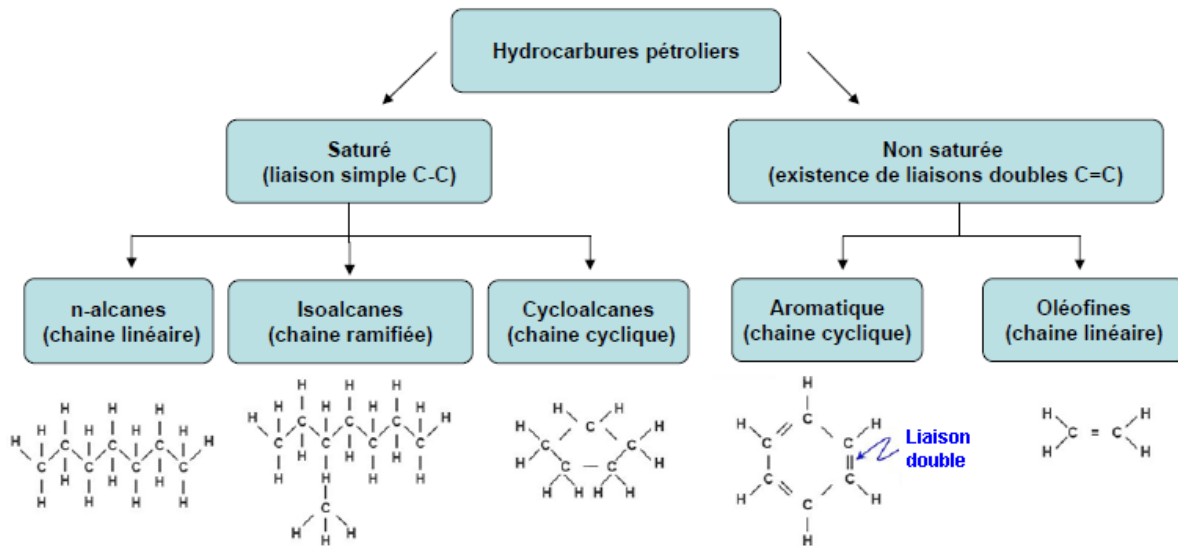 Hydrocarbures pétroliers
Saturé
(liaison simple C-C)
Non saturée
(existence de liaisons doubles C=C)
n-alcanes
(chaine linéaire)
Isoalcanes
(chaine ramifiée)
Cycloalcanes
(chaine cyclique)
Aromatique
(chaine cyclique)
Oléofines
(chaine linéaire)
Liaison
double